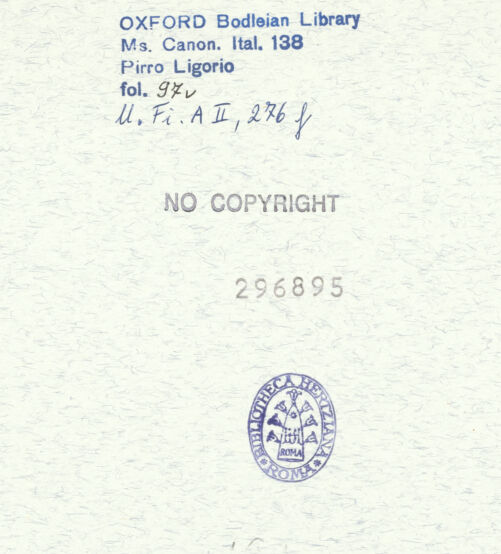 OXFORD Bodleian Library
Ms. Canon. Ital. 138
Pirro Ligorio
fol. 97v
U. Fi. A II, 276 f
NO COPYRIGHT
296895
BIBLIOTHECA HERTZIANA
ROMA
* ROMA *